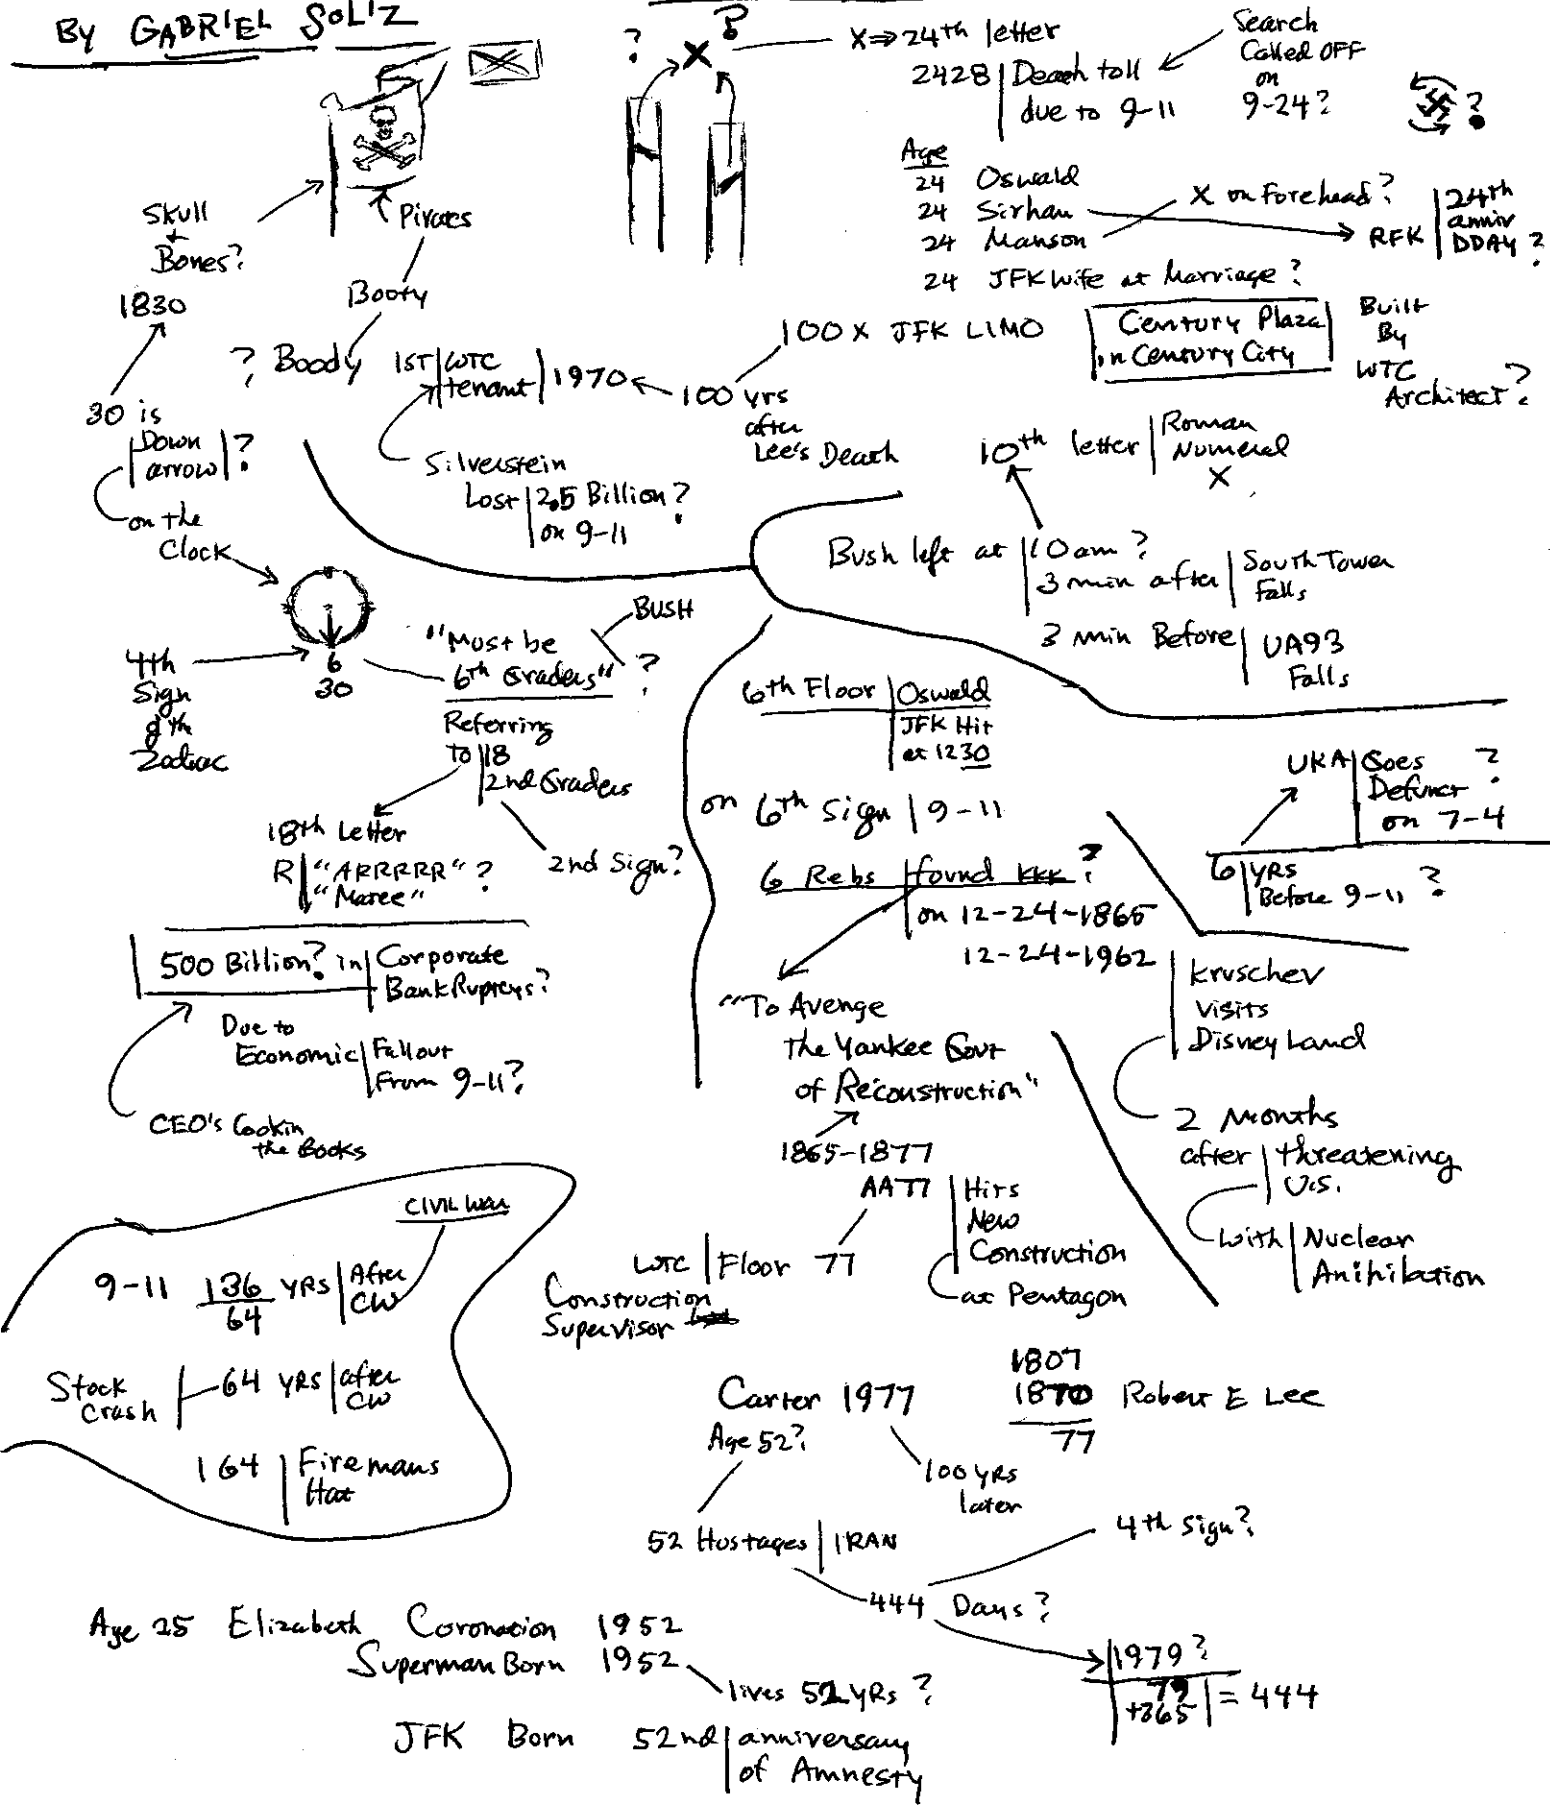 By GABRIEL SOLIZ
?
?
X ⇒ 24th letter
2428 | Death toll
due to 9-11
Search
Called OFF
on
9-24?
?
Age
24 Oswald
24 Sirhan
24 Manson
24 JFK Wife at Marriage?
X on Forehead?
RFK | 24th
anniv
DDAY ?
Skull
+
Bones?
1830
Pirates
Booty
? Boody
30 is
Down
arrow | ?
on the
Clock
1ST | WTC
tenant | 1970
100 x JFK LIMO
100 yrs
after
Lee's Death
Century Plaza
in Century City
Built
By
WTC
Architect?
Silverstein
Lost | 2.5 Billion?
on 9-11
10th letter | Roman
Numeral
X
Bush left at | 10am?
3 min after | South Tower
Falls
3 min Before | UA93
Falls
4th
Sign
of the
Zodiac
6
30
BUSH
"Must be
6th Graders" ?
Referring
to | 18
2nd Graders
18th Letter
R | "ARRRRR" ?
"Maree"
2nd Sign?
6th Floor | Oswald
JFK Hit
at 1230
on 6th Sign | 9-11
6 Rebs | found KKK ?
on 12-24-1865
12-24-1962
UKA | Goes ?
Defunct
on 7-4
6 | YRS
Before 9-11 ?
Kruschev
visits
Disney Land
2 Months
after | threatening
U.S.
with | Nuclear
Anihilation
500 Billion? in | Corporate
BankRupteys?
Due to
Economic | Fallout
From 9-11?
CEO's Cookin
the Books
"To Avenge
the Yankee Govt
of Reconstruction"
1865-1877
AA77 | Hits
New
Construction
at Pentagon
WTC | Floor 77
Construction
Supervisor
CIVIL WAR
9-11 136 YRS | After
64 CW
Stock
Crash | 64 YRS | after
CW
164 | Firemans
Hat
Carter 1977
Age 52?
100 YRS
later
1807
1870 Robert E Lee
77
52 Hostages | IRAN
444 Days?
4th Sign?
1979?
79
+365 | = 444
Age 25 Elizabeth Coronation 1952
Superman Born 1952
lives 52 YRs ?
JFK Born 52nd | anniversary
of Amnesty